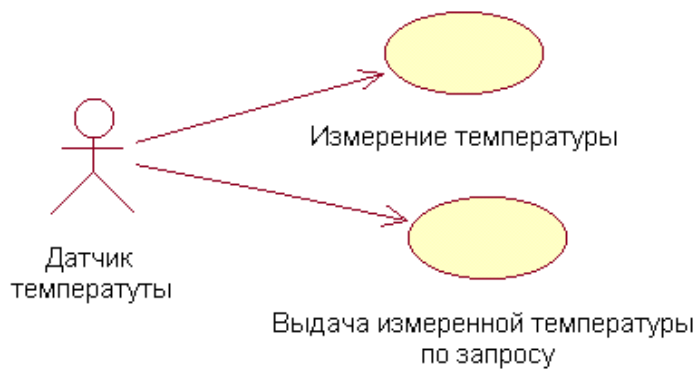 Измерение температуры
Датчик
температуты
Выдача измеренной температуры
по запросу